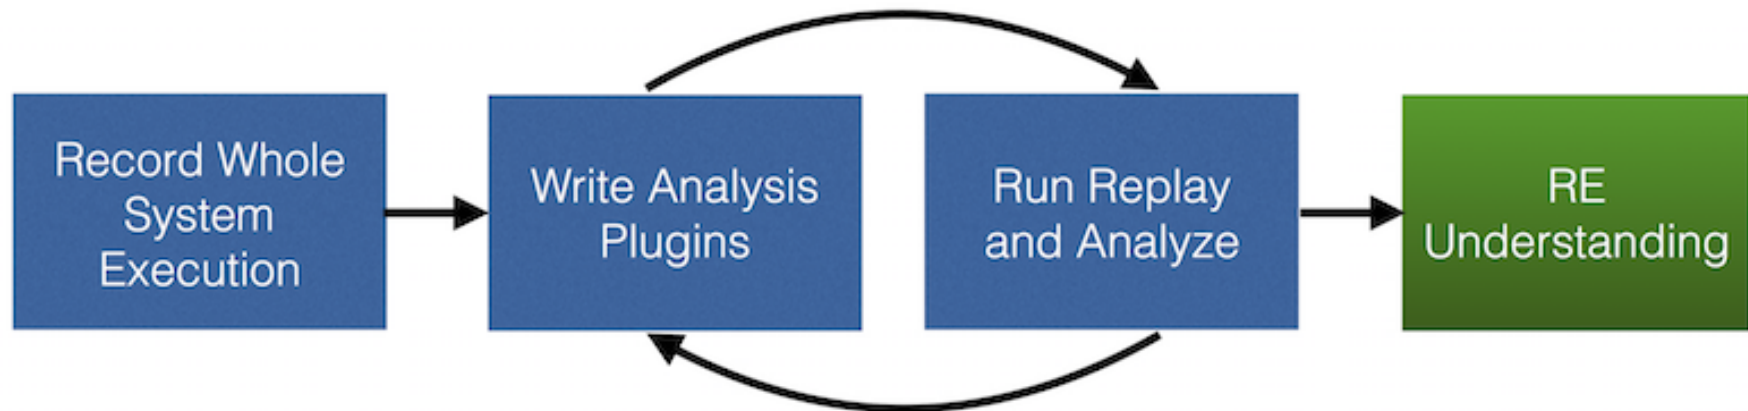 Record Whole
System
Execution
Write Analysis
Plugins
Run Replay
and Analyze
RE
Understanding